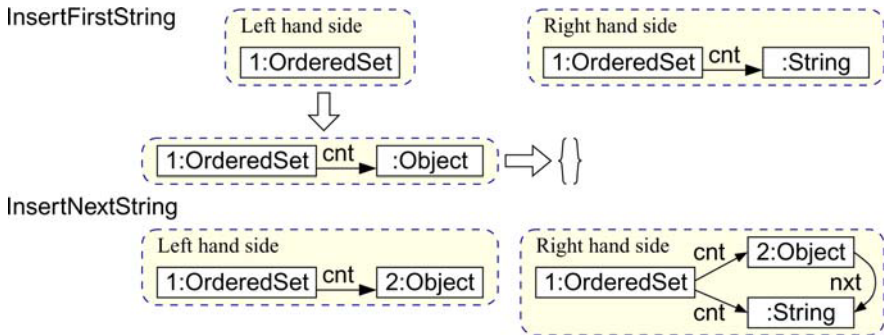 InsertFirstString
Left hand side
1:OrderedSet
Right hand side
1:OrderedSet cnt :String
1:OrderedSet cnt :Object {}
InsertNextString
Left hand side
1:OrderedSet cnt 2:Object
Right hand side
1:OrderedSet
cnt 2:Object
nxt
cnt :String